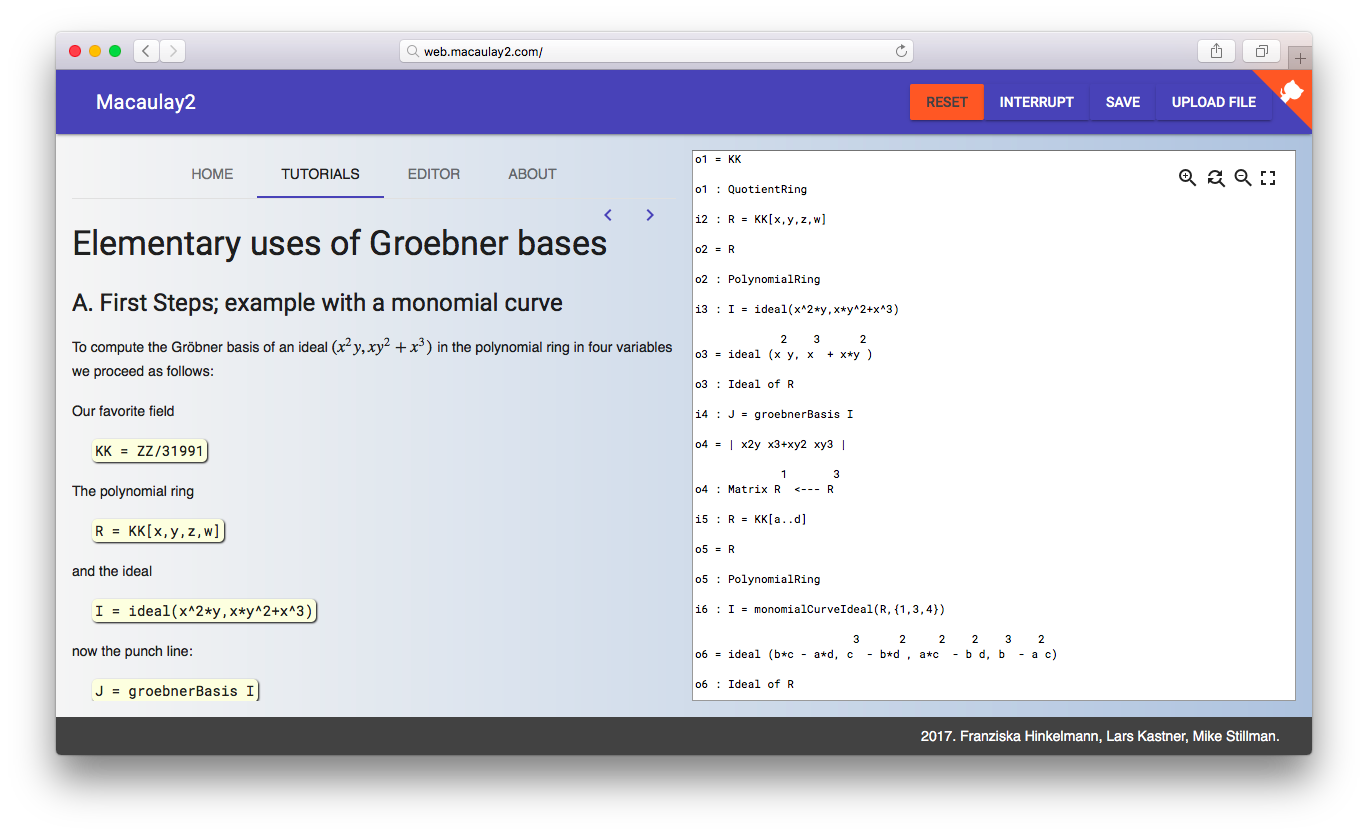 web.macaulay2.com/
Macaulay2
RESET
INTERRUPT
SAVE
UPLOAD FILE
HOME
TUTORIALS
EDITOR
ABOUT
Elementary uses of Groebner bases
A. First Steps; example with a monomial curve
To compute the Gröbner basis of an ideal (x²y, xy² + x³) in the polynomial ring in four variables
we proceed as follows:
Our favorite field
KK = ZZ/31991
The polynomial ring
R = KK[x,y,z,w]
and the ideal
I = ideal(x^2*y,x*y^2+x^3)
now the punch line:
J = groebnerBasis I
o1 = KK
o1 : QuotientRing
i2 : R = KK[x,y,z,w]
o2 = R
o2 : PolynomialRing
i3 : I = ideal(x^2*y,x*y^2+x^3)
             2    3      2
o3 = ideal (x y, x  + x*y )
o3 : Ideal of R
i4 : J = groebnerBasis I
o4 = | x2y x3+xy2 xy3 |
             1       3
o4 : Matrix R  <--- R
i5 : R = KK[a..d]
o5 = R
o5 : PolynomialRing
i6 : I = monomialCurveIdeal(R,{1,3,4})
                        3      2     2    2    3    2
o6 = ideal (b*c - a*d, c  - b*d , a*c  - b d, b  - a c)
o6 : Ideal of R
2017. Franziska Hinkelmann, Lars Kastner, Mike Stillman.